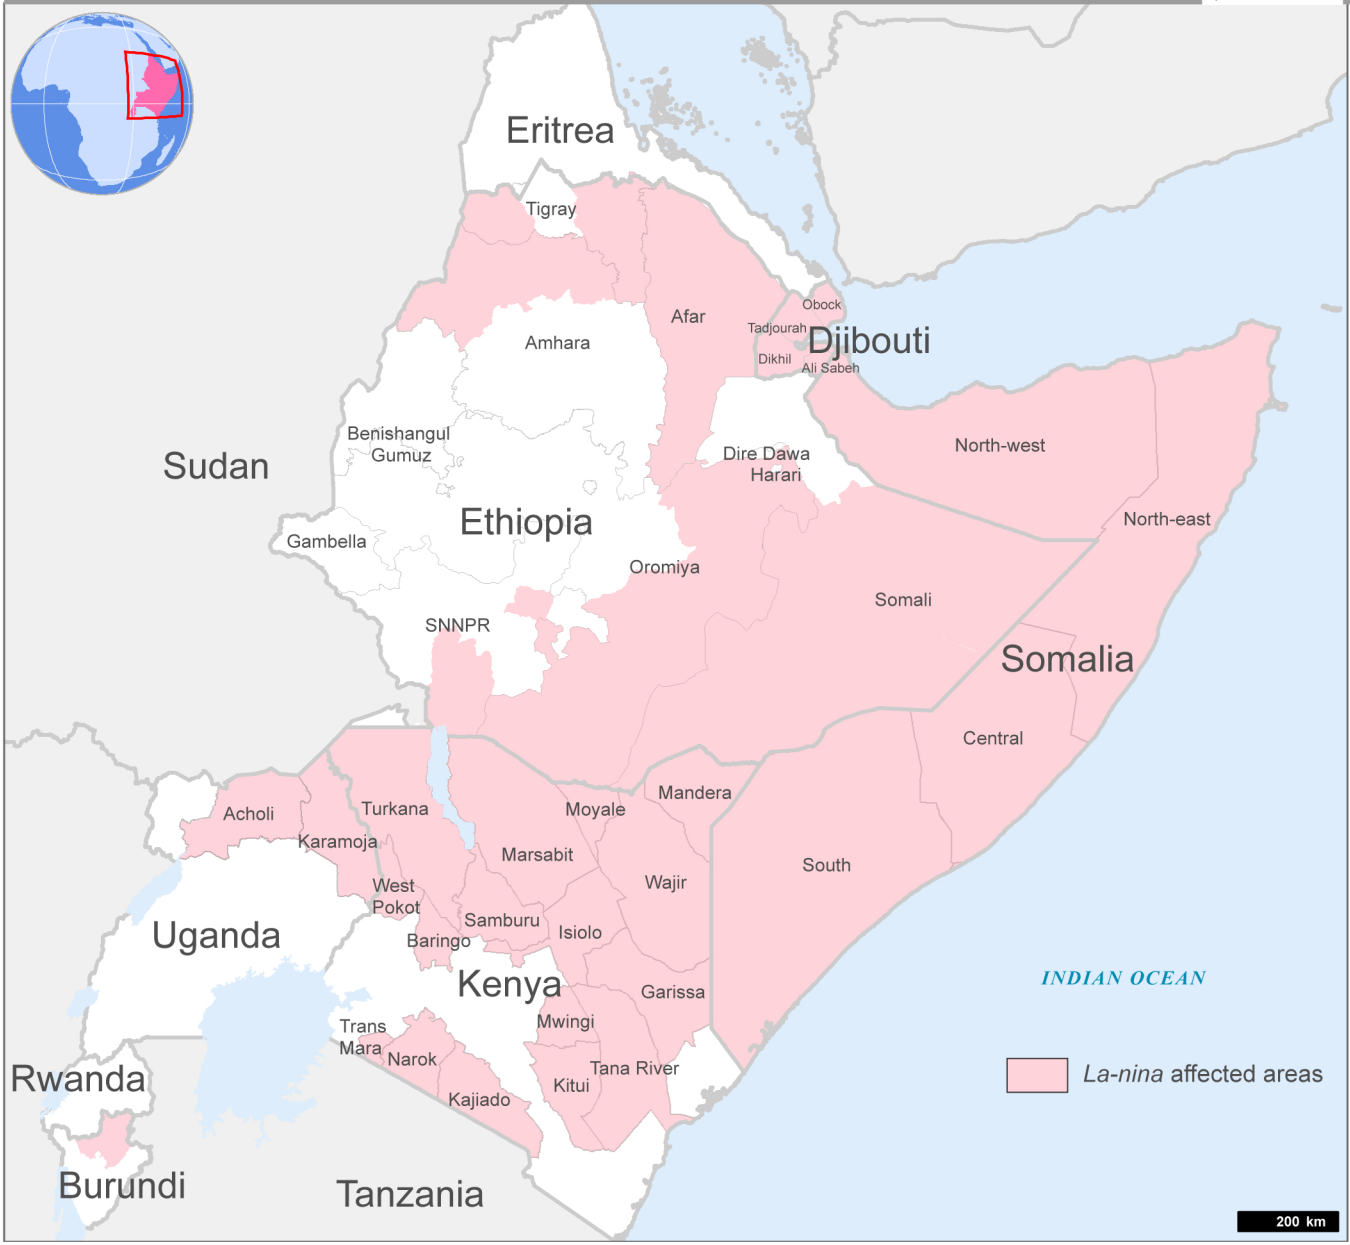 Eritrea
Tigray
Obock
Afar
Tadjourah
Djibouti
Amhara
Dikhil
Ali Sabeh
Benishangul
Gumuz
North-west
Dire Dawa
Harari
Sudan
Ethiopia
North-east
Gambella
Oromiya
Somali
SNNPR
Somalia
Central
Mandera
Acholi
Turkana
Moyale
Karamoja
Marsabit
South
West
Pokot
Wajir
Samburu
Isiolo
Uganda
Baringo
Kenya
INDIAN OCEAN
Garissa
Mwingi
Trans
Mara
Narok
Tana River
Rwanda
Kitui
La-nina affected areas
Kajiado
Burundi
Tanzania
200 km